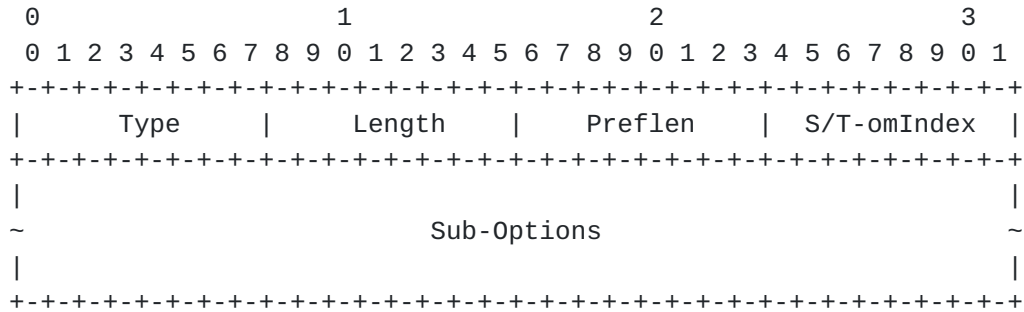 0                   1                   2                   3
 0 1 2 3 4 5 6 7 8 9 0 1 2 3 4 5 6 7 8 9 0 1 2 3 4 5 6 7 8 9 0 1
+-+-+-+-+-+-+-+-+-+-+-+-+-+-+-+-+-+-+-+-+-+-+-+-+-+-+-+-+-+-+-+-+
|      Type     |     Length    |    Preflen    |  S/T-omIndex  |
+-+-+-+-+-+-+-+-+-+-+-+-+-+-+-+-+-+-+-+-+-+-+-+-+-+-+-+-+-+-+-+-+
|                                                               |
~                          Sub-Options                          ~
|                                                               |
+-+-+-+-+-+-+-+-+-+-+-+-+-+-+-+-+-+-+-+-+-+-+-+-+-+-+-+-+-+-+-+-+